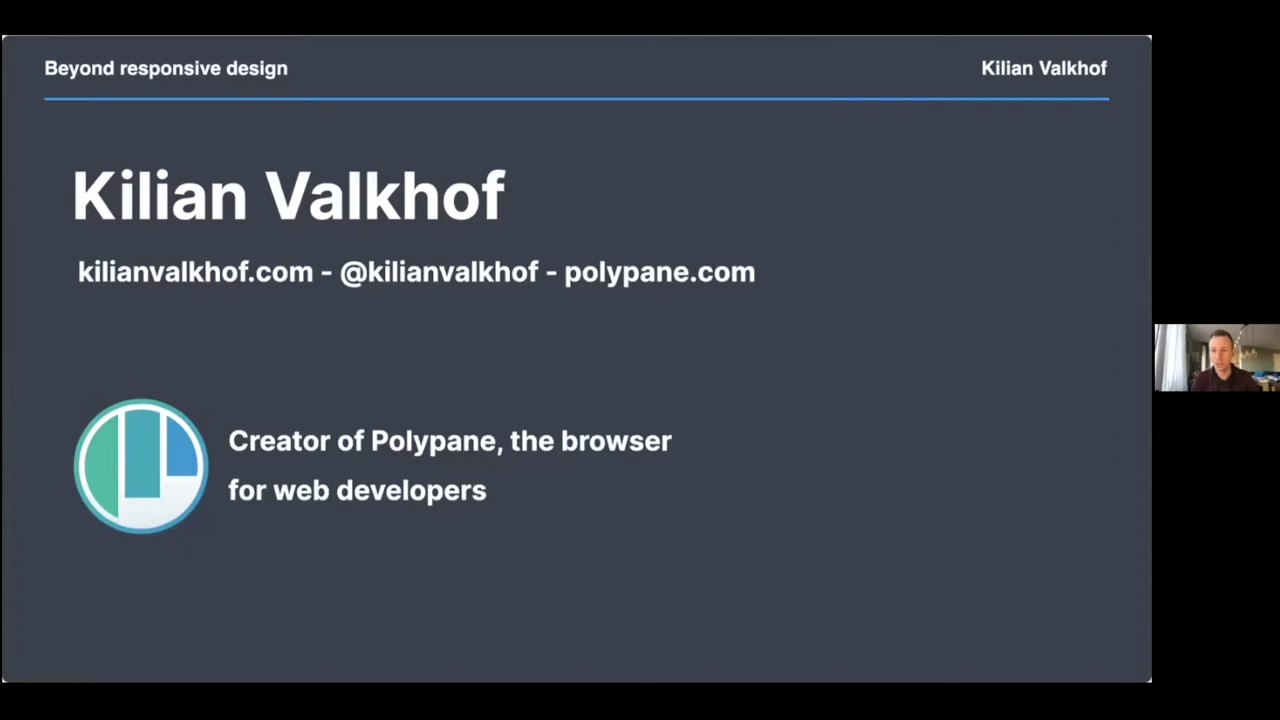 Beyond responsive design
Kilian Valkhof
Kilian Valkhof
kilianvalkhof.com - @kilianvalkhof - polypane.com
Creator of Polypane, the browser
for web developers